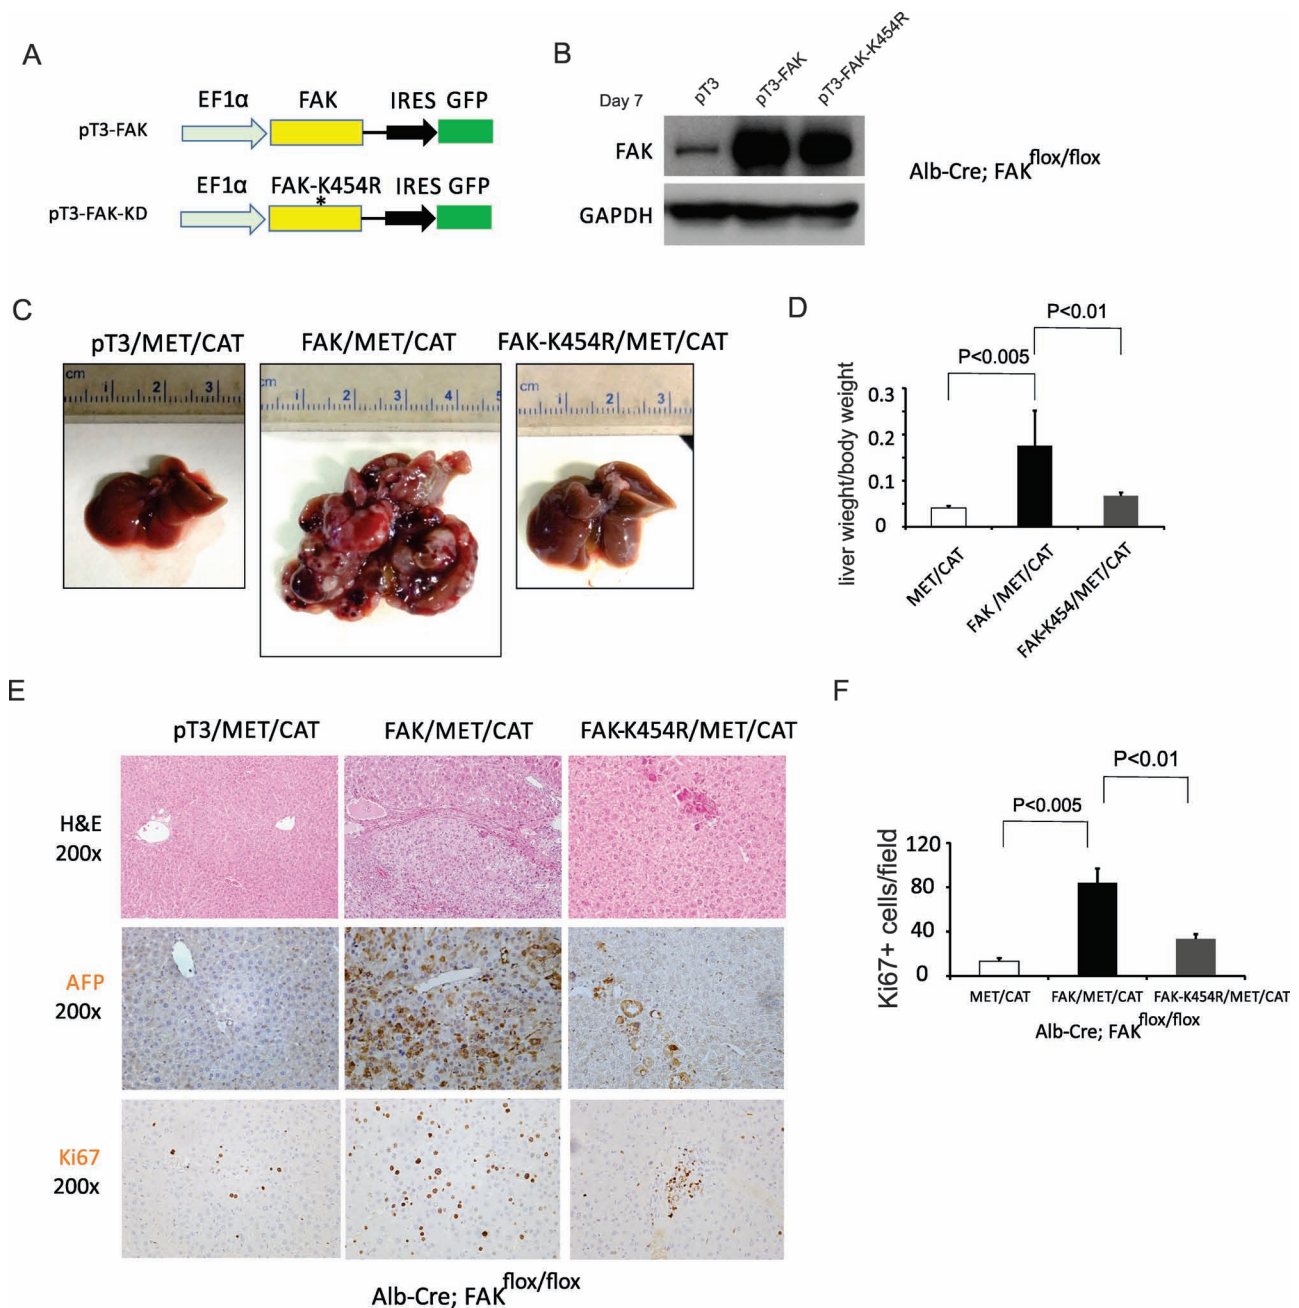 A
EF1α FAK IRES GFP
pT3-FAK
EF1α FAK-K454R IRES GFP
*
pT3-FAK-KD
B
Day 7 pT3 pT3-FAK pT3-FAK-K454R
FAK
GAPDH
Alb-Cre; FAK flox/flox
C
pT3/MET/CAT FAK/MET/CAT FAK-K454R/MET/CAT
cm 1 2 3
cm 1 2 3 4 5
cm 1 2 3
D
P<0.01
P<0.005
0.3
0.2
0.1
0
liver wieght/body weight
MET/CAT
FAK /MET/CAT
FAK-K454/MET/CAT
E
pT3/MET/CAT FAK/MET/CAT FAK-K454R/MET/CAT
H&E
200x
AFP
200x
Ki67
200x
Alb-Cre; FAK flox/flox
F
P<0.01
P<0.005
120
80
40
0
Ki67+ cells/field
MET/CAT FAK/MET/CAT FAK-K454R/MET/CAT
Alb-Cre; FAK flox/flox